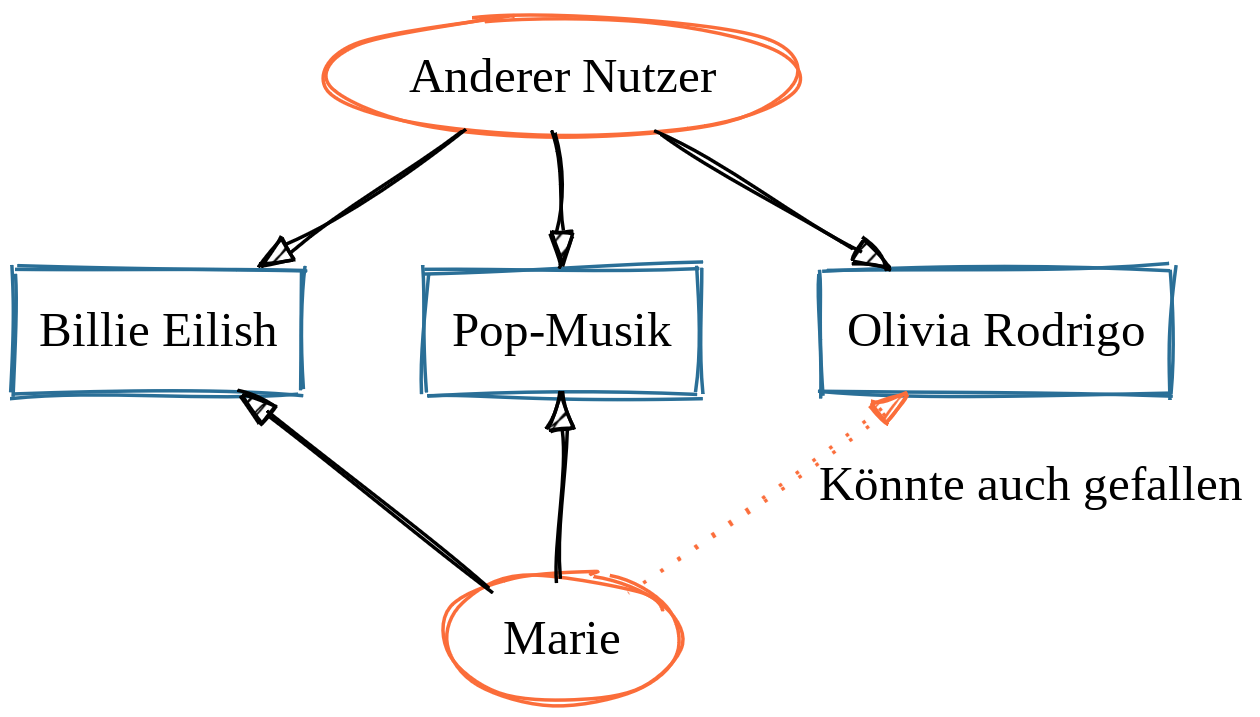 Anderer Nutzer
Billie Eilish
Pop-Musik
Olivia Rodrigo
Könnte auch gefallen
Marie